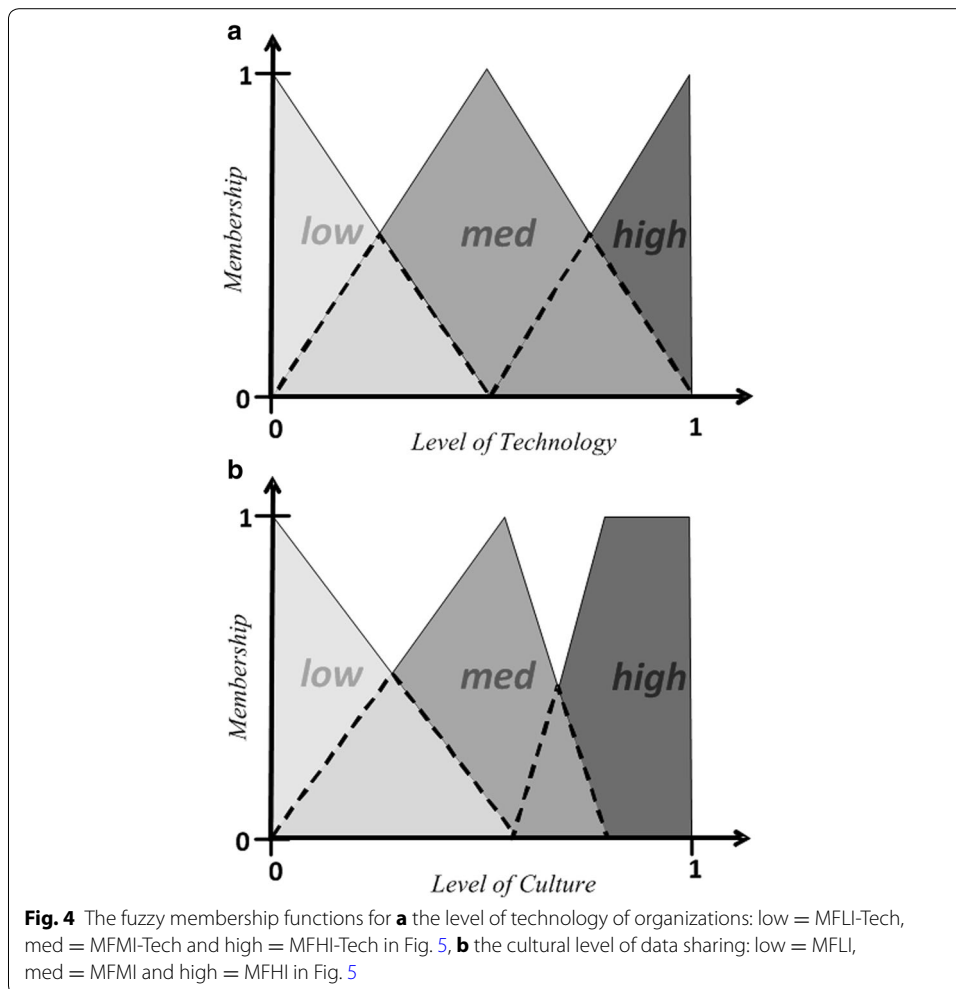 a
1
Membership
low
med
high
0
0
1
Level of Technology
b
1
Membership
low
med
high
0
0
1
Level of Culture
Fig. 4 The fuzzy membership functions for a the level of technology of organizations: low = MFLI-Tech,
med = MFMI-Tech and high = MFHI-Tech in Fig. 5, b the cultural level of data sharing: low = MFLI,
med = MFMI and high = MFHI in Fig. 5